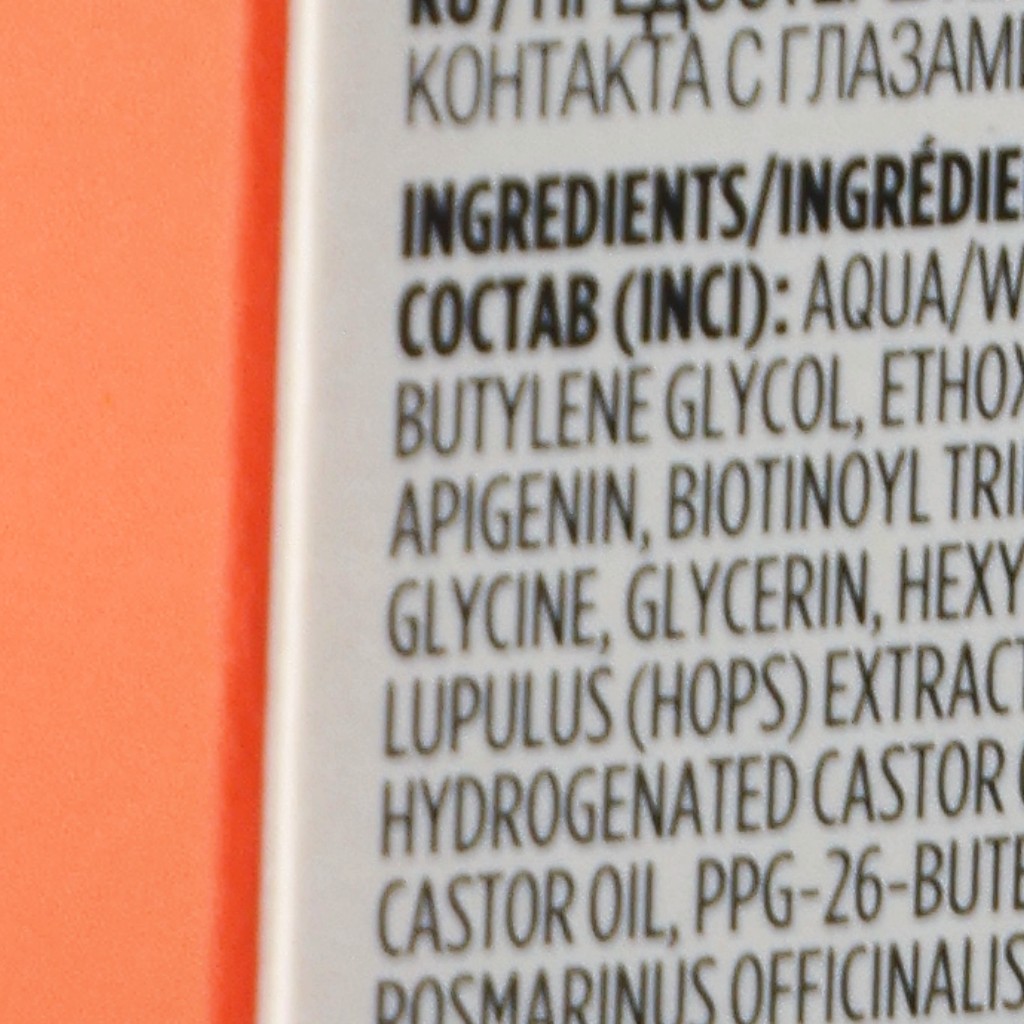 КОНТАКТА С ГЛАЗАМ
INGREDIENTS/INGRÉDIE
СОСТАВ (INCI): AQUA/W
BUTYLENE GLYCOL, ETHOX
APIGENIN, BIOTINOYL TRI
GLYCINE, GLYCERIN, HEXY
LUPULUS (HOPS) EXTRACT
HYDROGENATED CASTOR
CASTOR OIL, PPG-26-BUTE
ROSMARINUS OFFICINALIS